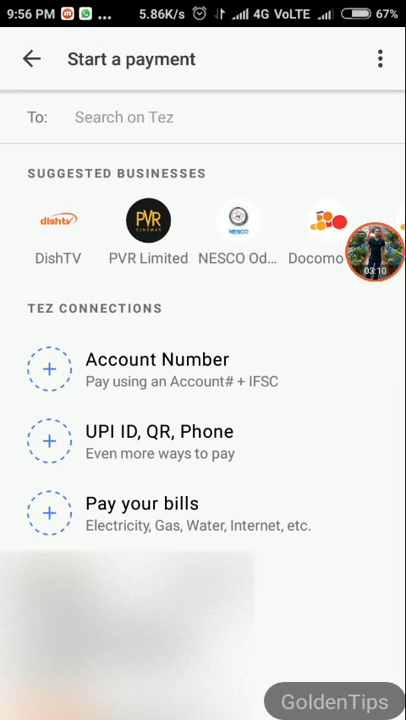 9:56 PM ... 5.86K/s 4G VoLTE 67%
Start a payment
To: Search on Tez
SUGGESTED BUSINESSES
dishtv PVR CINEMAS NESCO
DishTV PVR Limited NESCO Od... Docomo
03:10
TEZ CONNECTIONS
Account Number
Pay using an Account# + IFSC
UPI ID, QR, Phone
Even more ways to pay
Pay your bills
Electricity, Gas, Water, Internet, etc.
GoldenTips